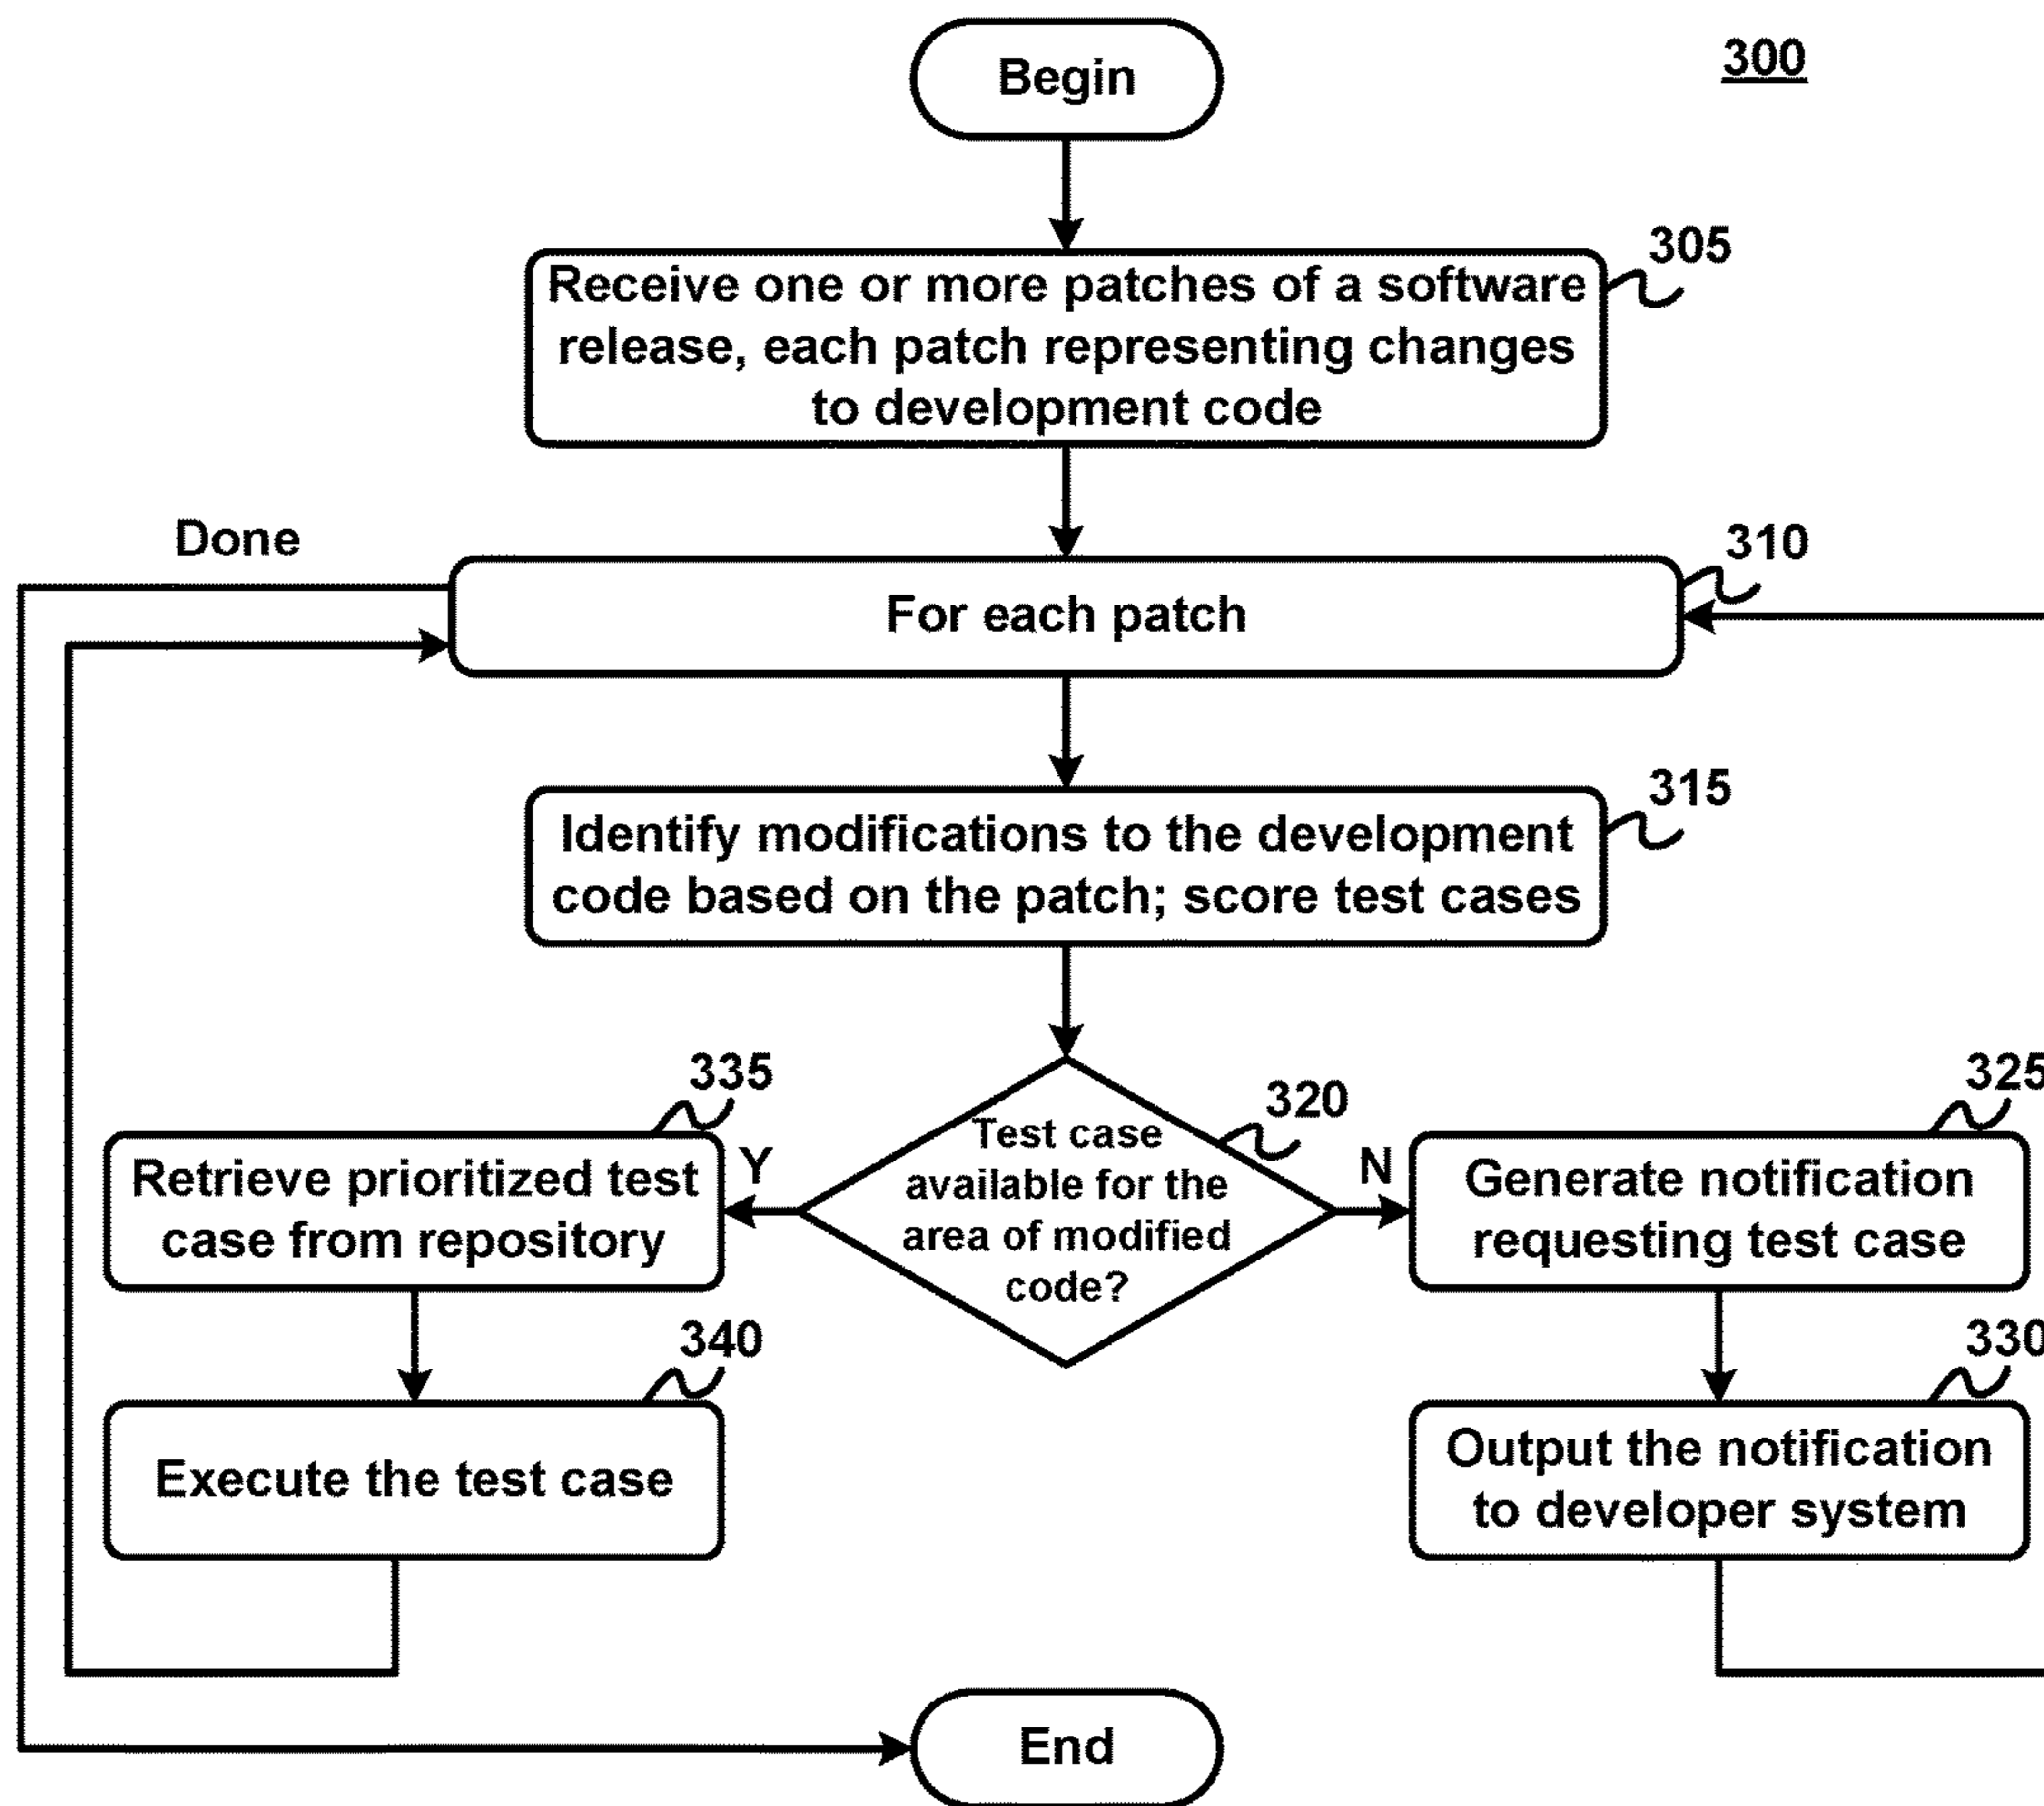 Begin
300
305
Receive one or more patches of a software
release, each patch representing changes
to development code
Done
310
For each patch
315
Identify modifications to the development
code based on the patch; score test cases
335
320
325
Test case
available for the
area of modified
code?
Y
N
Retrieve prioritized test
case from repository
Generate notification
requesting test case
340
330
Execute the test case
Output the notification
to developer system
End